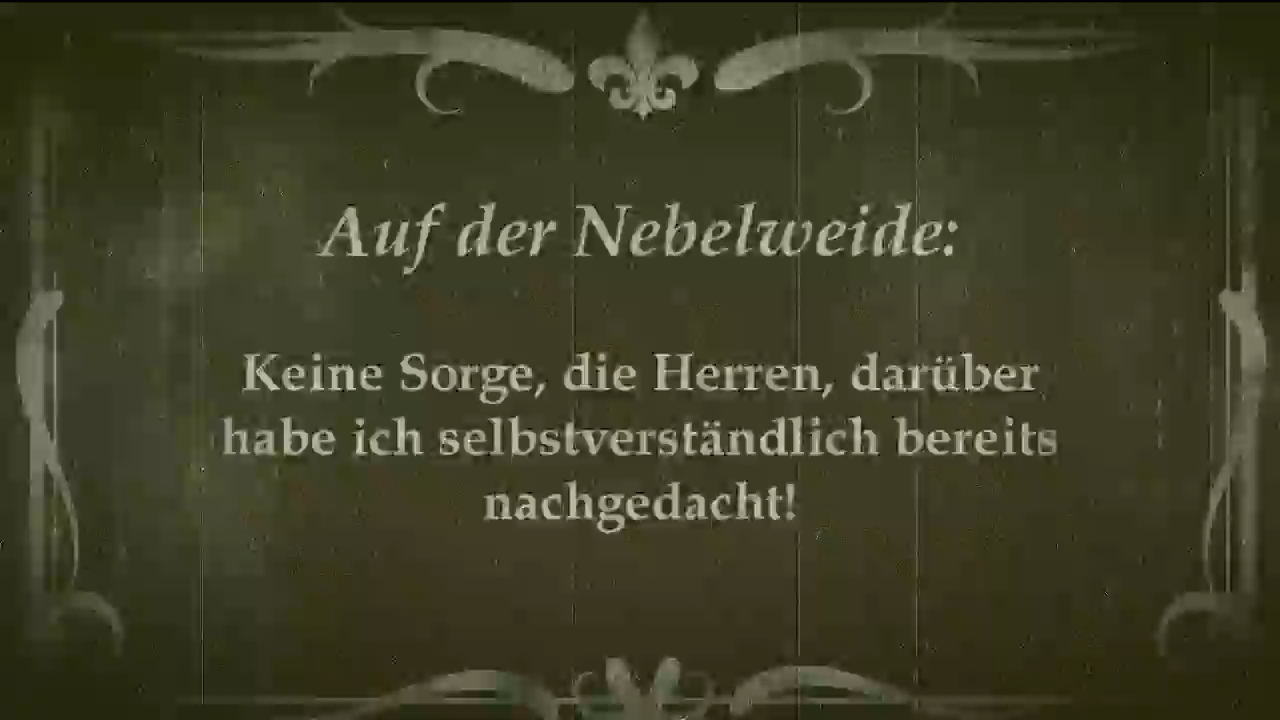 Auf der Nebelweide:
Keine Sorge, die Herren, darüber
habe ich selbstverständlich bereits
nachgedacht!